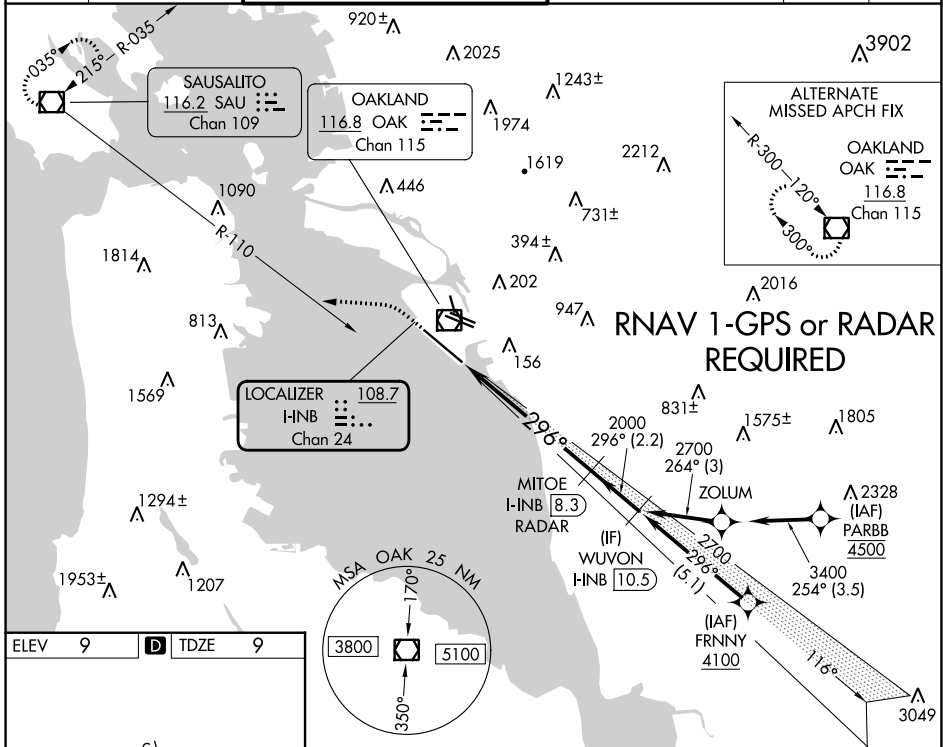 920±
2025
3902
035°
215°
R-035
SAUSALITO
116.2 SAU
Chan 109
OAKLAND
116.8 OAK
Chan 115
1243±
1974
1619
2212
ALTERNATE
MISSED APCH FIX
R-300
120°
300°
OAKLAND
OAK
116.8
Chan 115
446
731±
1090
R-110
1814
394±
202
2016
813
947
RNAV 1-GPS or RADAR
REQUIRED
156
1569
LOCALIZER 108.7
I-INB
Chan 24
831±
1575±
1805
296°
2000
296° (2.2)
2700
264° (3)
MITOE
I-INB 8.3
RADAR
ZOLUM
2328
(IAF)
PARBB
4500
1294±
(IF)
WUVON
I-INB 10.5
2700
296°
(5.1)
3400
254° (3.5)
1953±
1207
MSA OAK 25 NM
170°
3800
5100
350°
(IAF)
FRNNY
4100
116°
3049
ELEV 9
D
TDZE 9